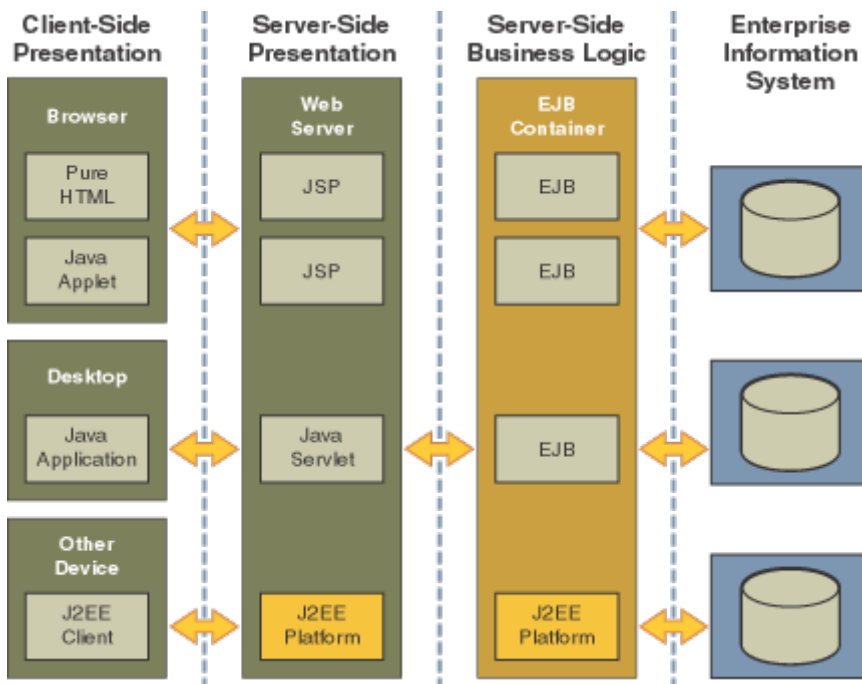 Client-Side
Presentation
Server-Side
Presentation
Server-Side
Business Logic
Enterprise
Information
System
Browser
Pure
HTML
Java
Applet
Desktop
Java
Application
Other
Device
J2EE
Client
Web
Server
JSP
JSP
Java
Servlet
J2EE
Platform
EJB
Container
EJB
EJB
EJB
J2EE
Platform